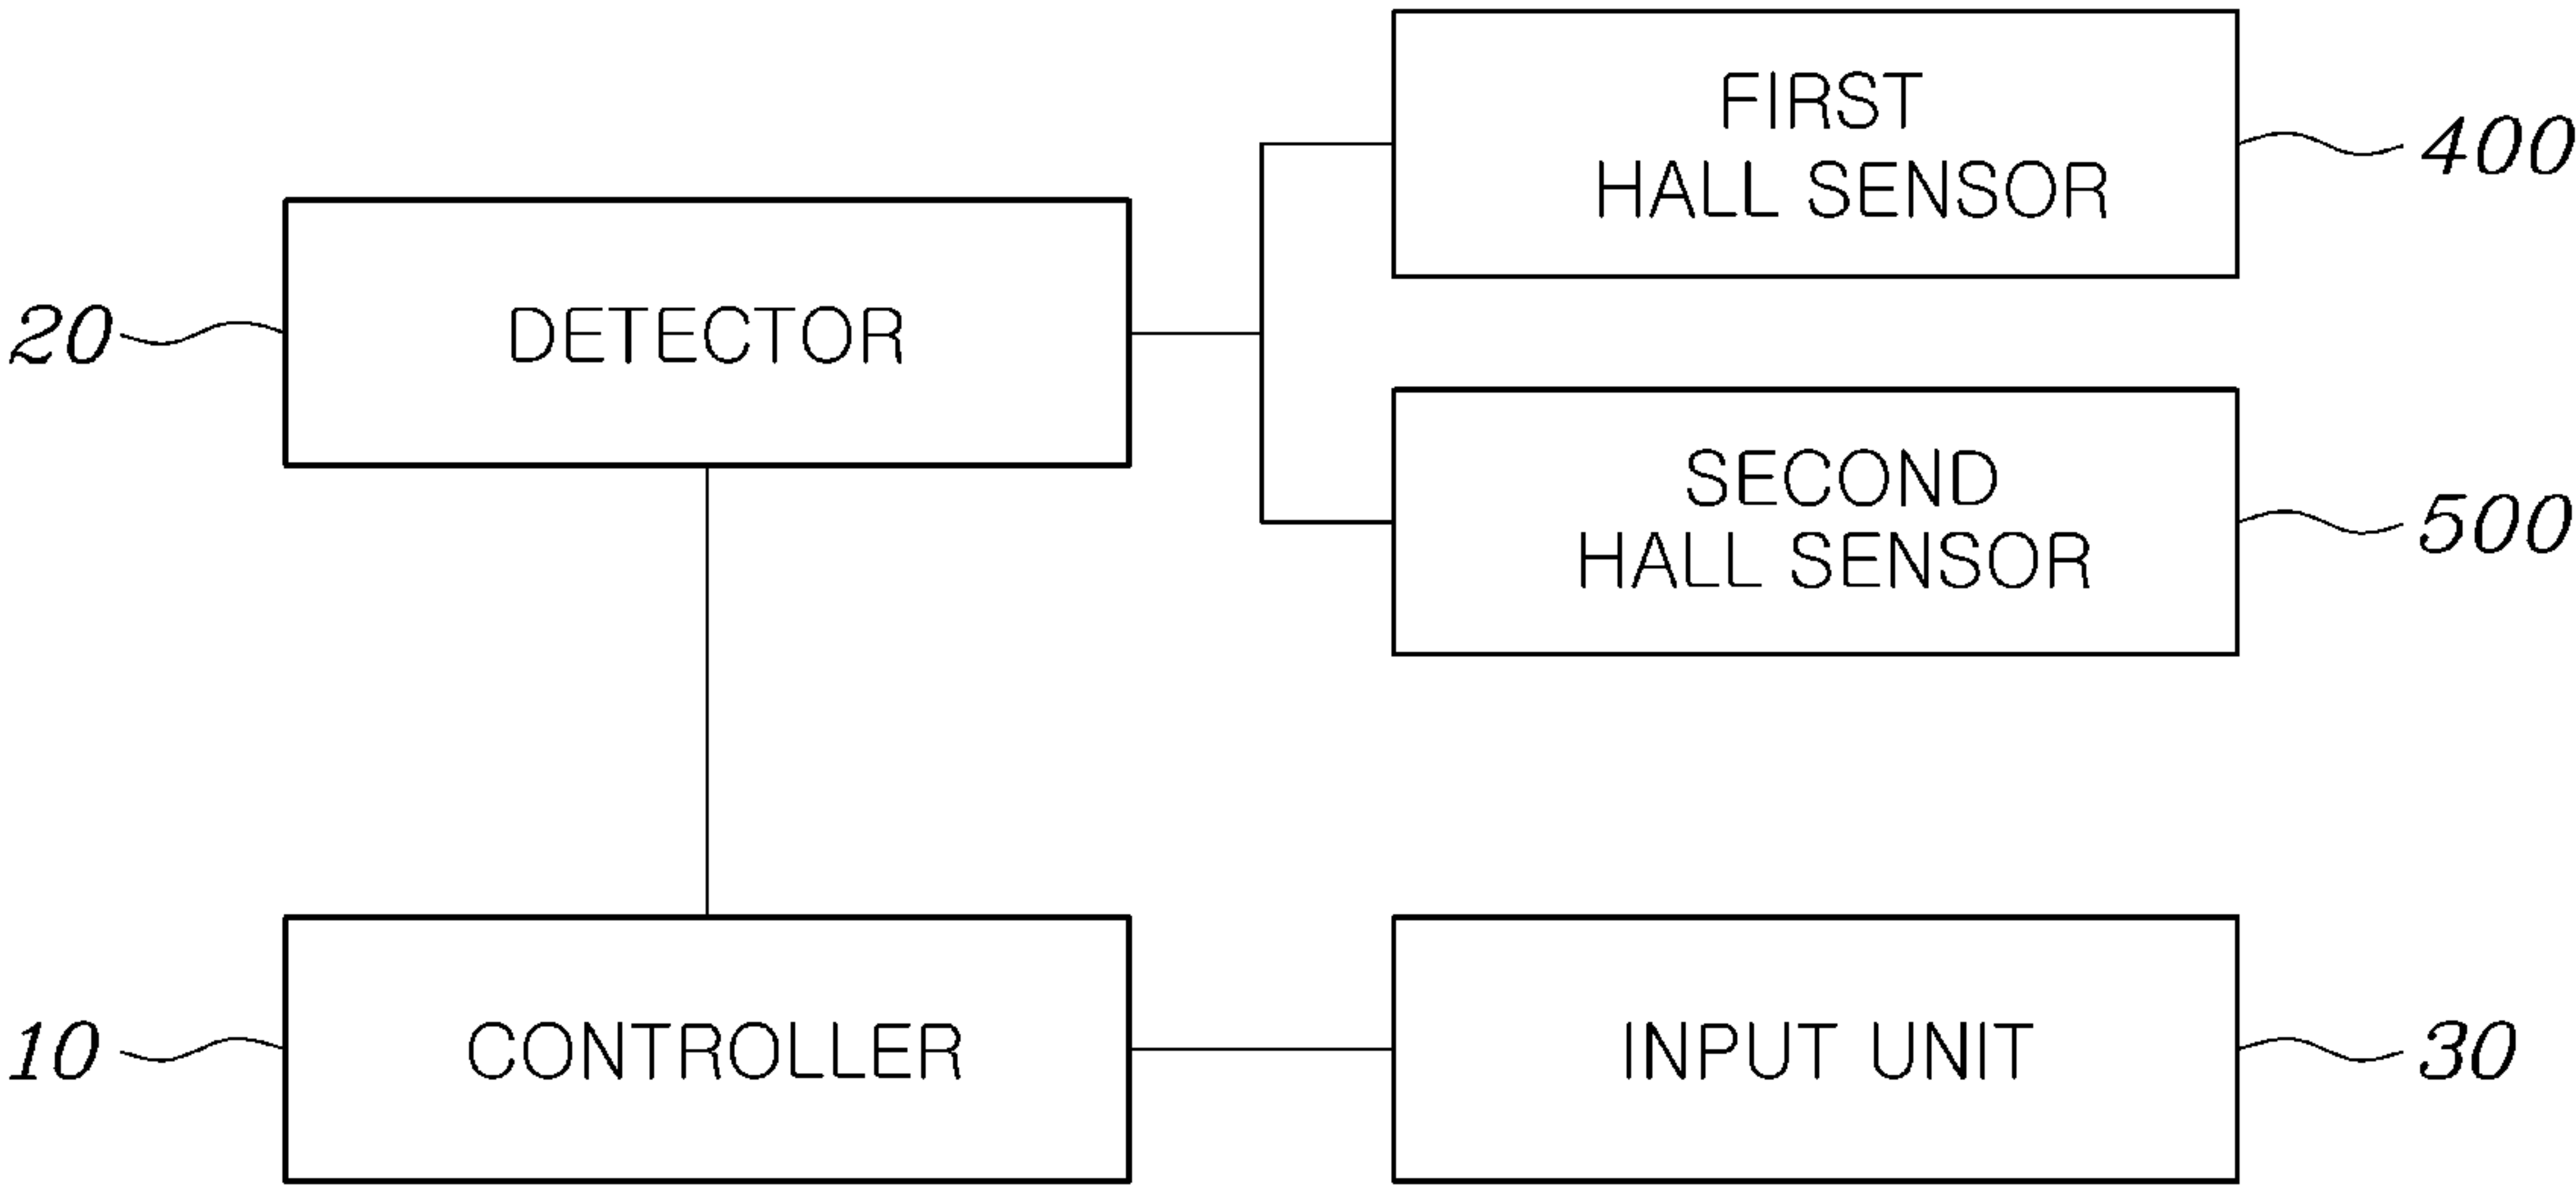 FIRST
HALL SENSOR
400
20
DETECTOR
SECOND
HALL SENSOR
500
10
CONTROLLER
INPUT UNIT
30